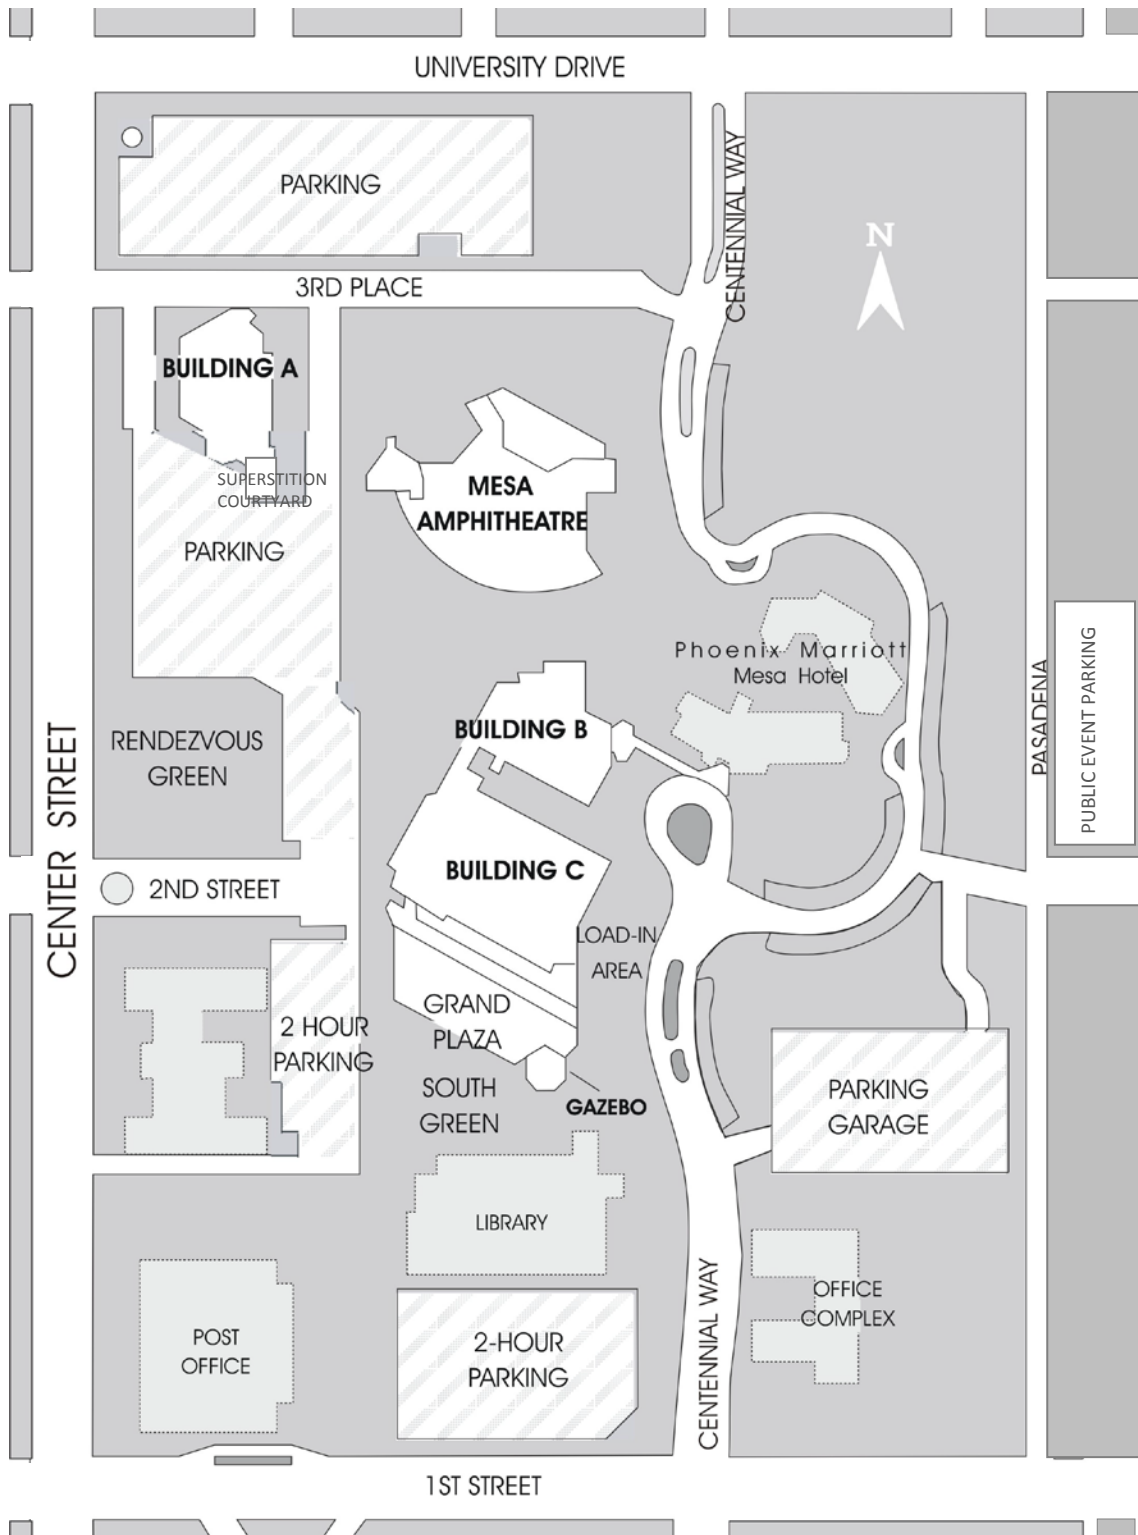 UNIVERSITY DRIVE
PARKING
CENTENNIAL WAY
N
3RD PLACE
BUILDING A
SUPERSTITION
COURTYARD
MESA
AMPHITHEATRE
PARKING
Phoenix Marriott
Mesa Hotel
PASADENA
PUBLIC EVENT PARKING
RENDEZVOUS
GREEN
BUILDING B
CENTER STREET
BUILDING C
2ND STREET
LOAD-IN
AREA
GRAND
PLAZA
2 HOUR
PARKING
SOUTH
GREEN
GAZEBO
PARKING
GARAGE
LIBRARY
OFFICE
COMPLEX
POST
OFFICE
2-HOUR
PARKING
CENTENNIAL WAY
1ST STREET